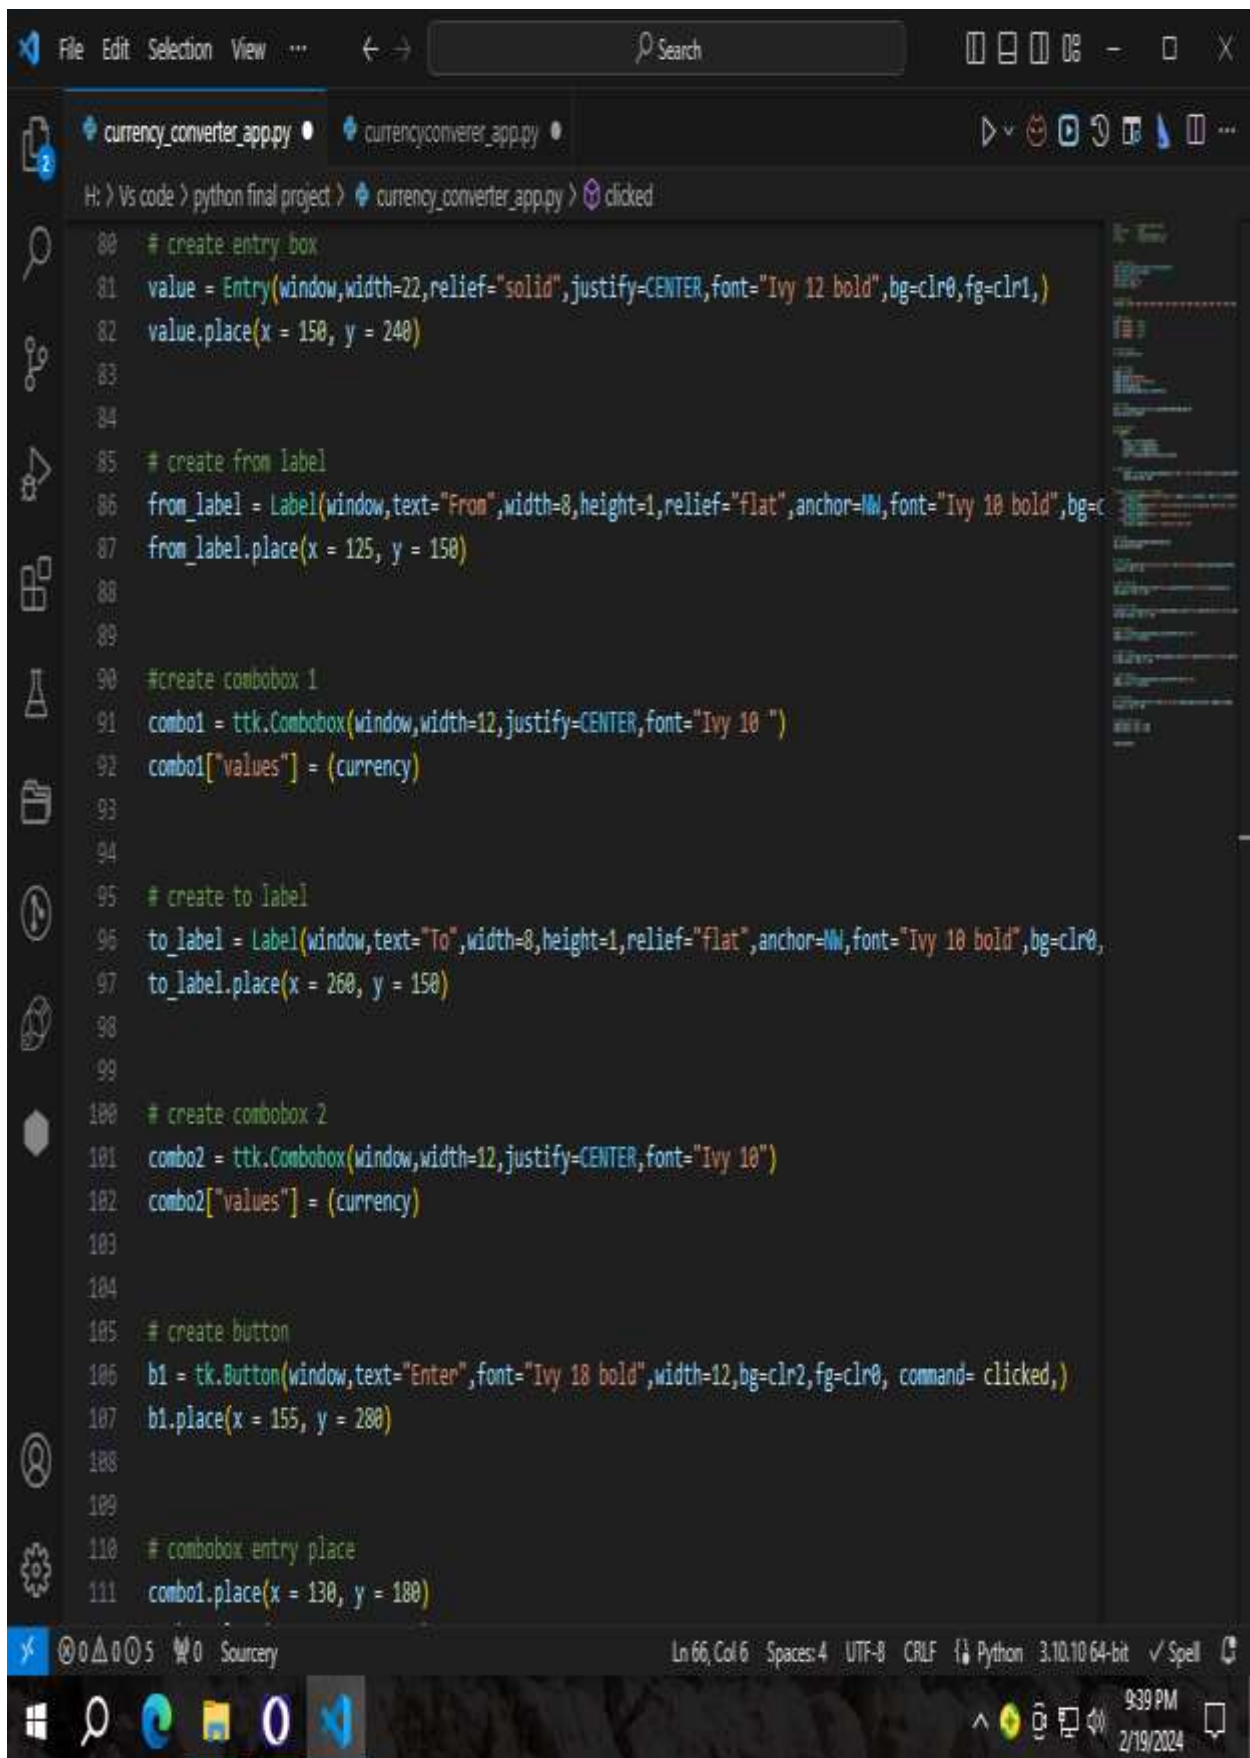 File Edit Selection View ··· Search
currency_converter_app.py currencyconverer_app.py
2
H: > Vs code > python final project > currency_converter_app.py > clicked
80 # create entry box
81 value = Entry(window,width=22,relief="solid",justify=CENTER,font="Ivy 12 bold",bg=clr0,fg=clr1,)
82 value.place(x = 150, y = 240)
83
84
85 # create from label
86 from_label = Label(window,text="From",width=8,height=1,relief="flat",anchor=NW,font="Ivy 10 bold",bg=c
87 from_label.place(x = 125, y = 150)
88
89
90 #create combobox 1
91 combo1 = ttk.Combobox(window,width=12,justify=CENTER,font="Ivy 10 ")
92 combo1["values"] = (currency)
93
94
95 # create to label
96 to_label = Label(window,text="To",width=8,height=1,relief="flat",anchor=NW,font="Ivy 10 bold",bg=clr0,
97 to_label.place(x = 260, y = 150)
98
99
100 # create combobox 2
101 combo2 = ttk.Combobox(window,width=12,justify=CENTER,font="Ivy 10")
102 combo2["values"] = (currency)
103
104
105 # create button
106 b1 = tk.Button(window,text="Enter",font="Ivy 18 bold",width=12,bg=clr2,fg=clr0, command= clicked,)
107 b1.place(x = 155, y = 280)
108
109
110 # combobox entry place
111 combo1.place(x = 130, y = 180)
0 0 5 0 Sourcery Ln 66, Col 6 Spaces: 4 UTF-8 CRLF Python 3.10.10 64-bit Spell
9:39 PM
2/19/2024